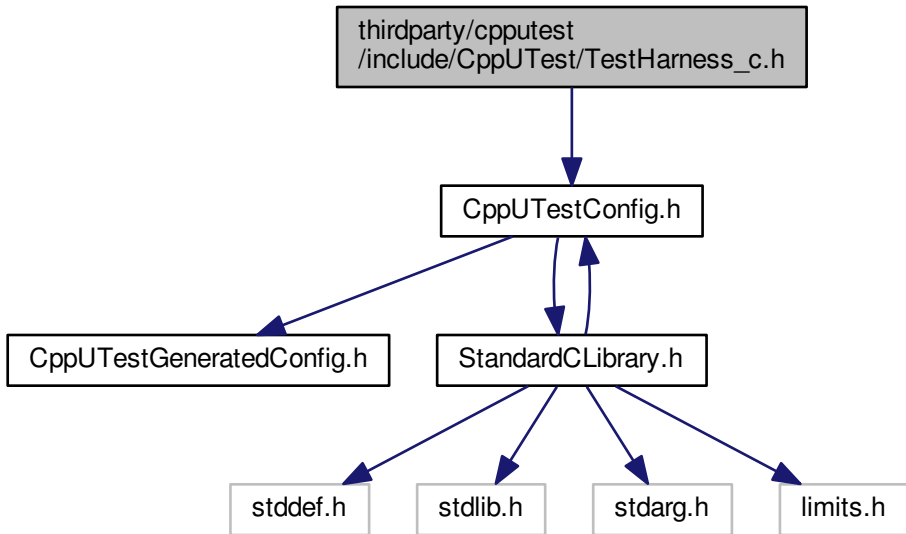 thirdparty/cpputest
/include/CppUTest/TestHarness_c.h
CppUTestConfig.h
CppUTestGeneratedConfig.h
StandardCLibrary.h
stddef.h
stdlib.h
stdarg.h
limits.h